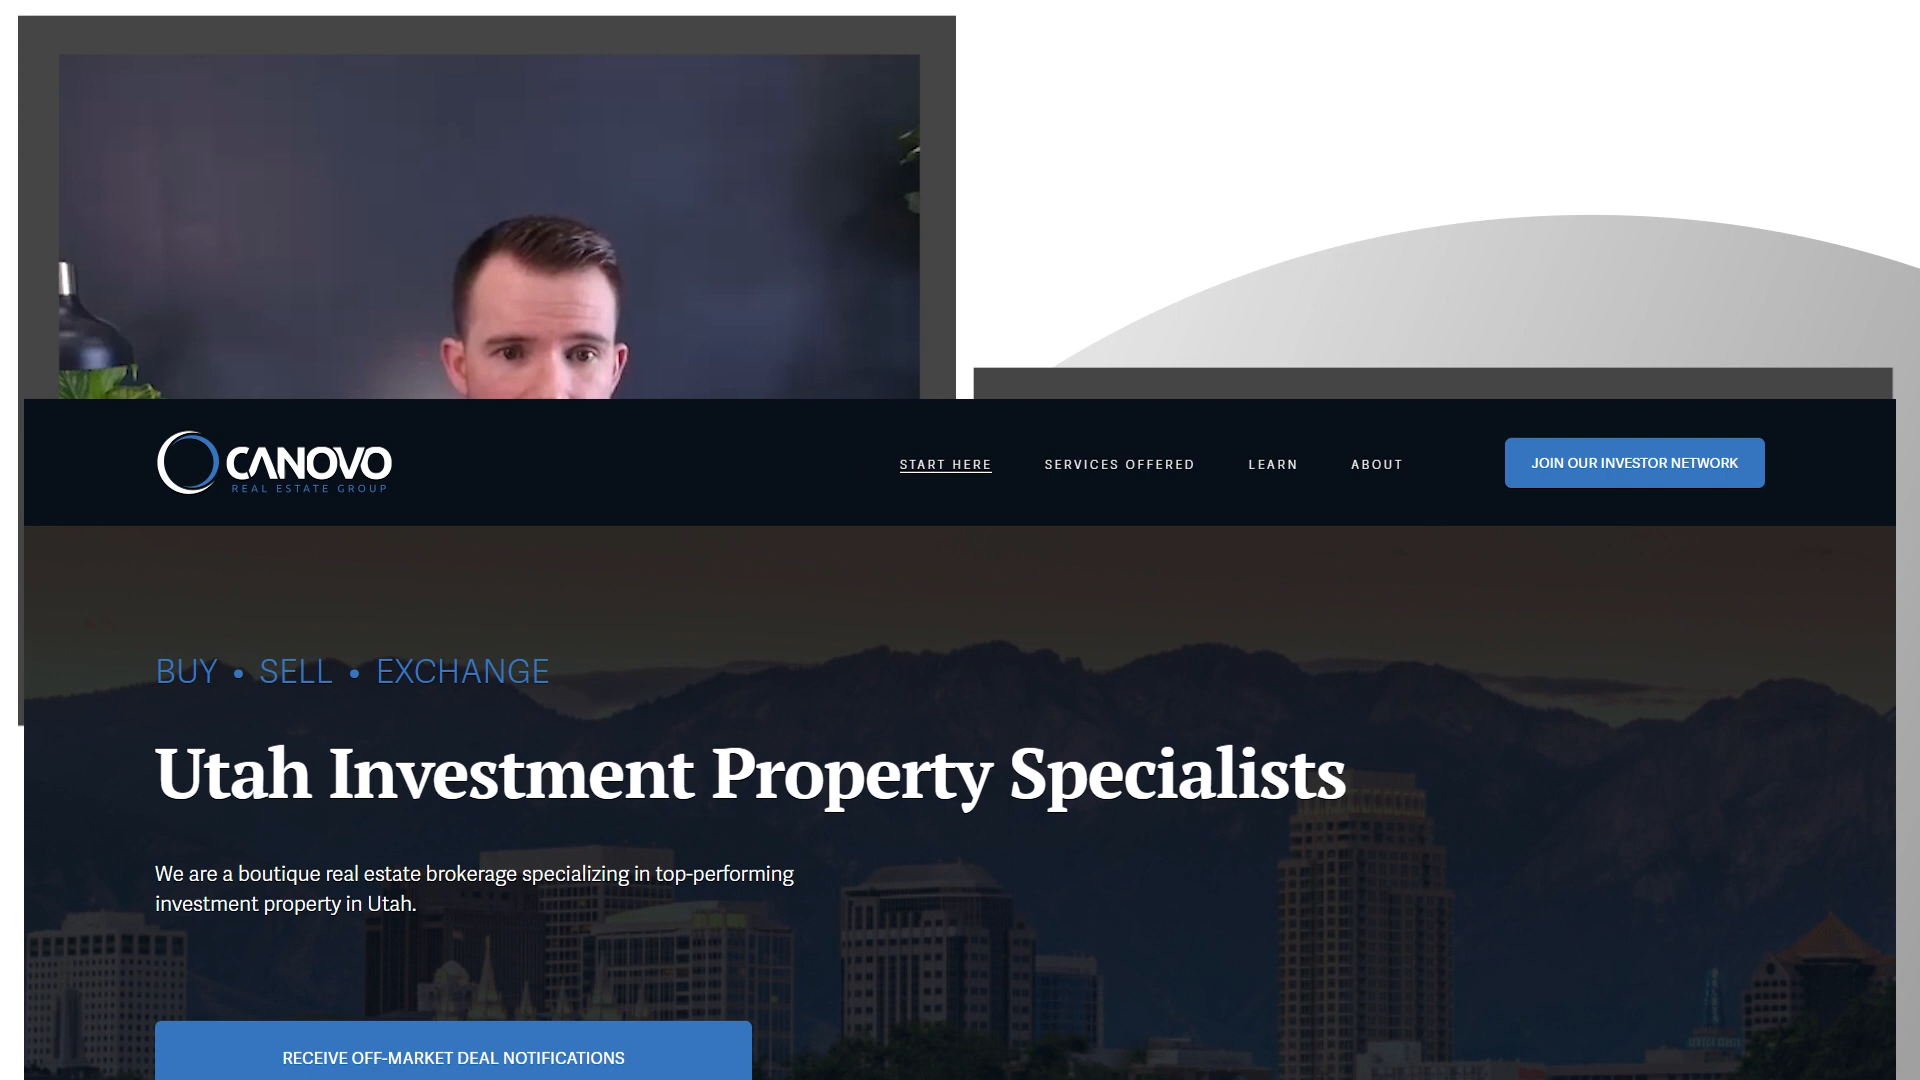 CANOVO
REAL ESTATE GROUP
START HERE
SERVICES OFFERED
LEARN
ABOUT
JOIN OUR INVESTOR NETWORK
BUY • SELL • EXCHANGE
Utah Investment Property Specialists
We are a boutique real estate brokerage specializing in top-performing
investment property in Utah.
RECEIVE OFF-MARKET DEAL NOTIFICATIONS